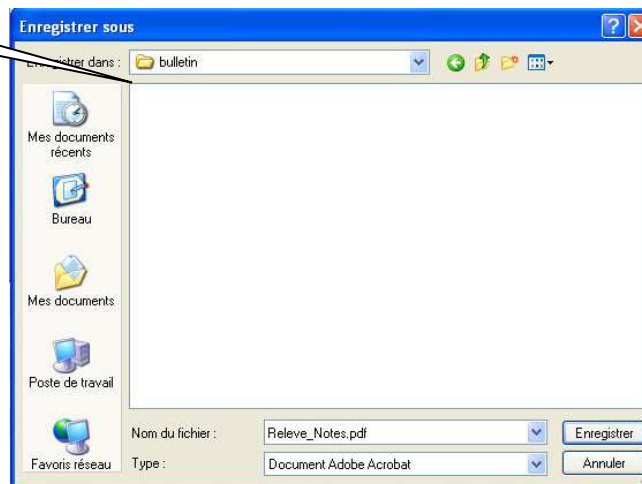 Enregistrer sous
Enregistrer dans :
bulletin
Mes documents
récents
Bureau
Mes documents
Poste de travail
Favoris réseau
Nom du fichier :
Releve_Notes.pdf
Enregistrer
Type :
Document Adobe Acrobat
Annuler